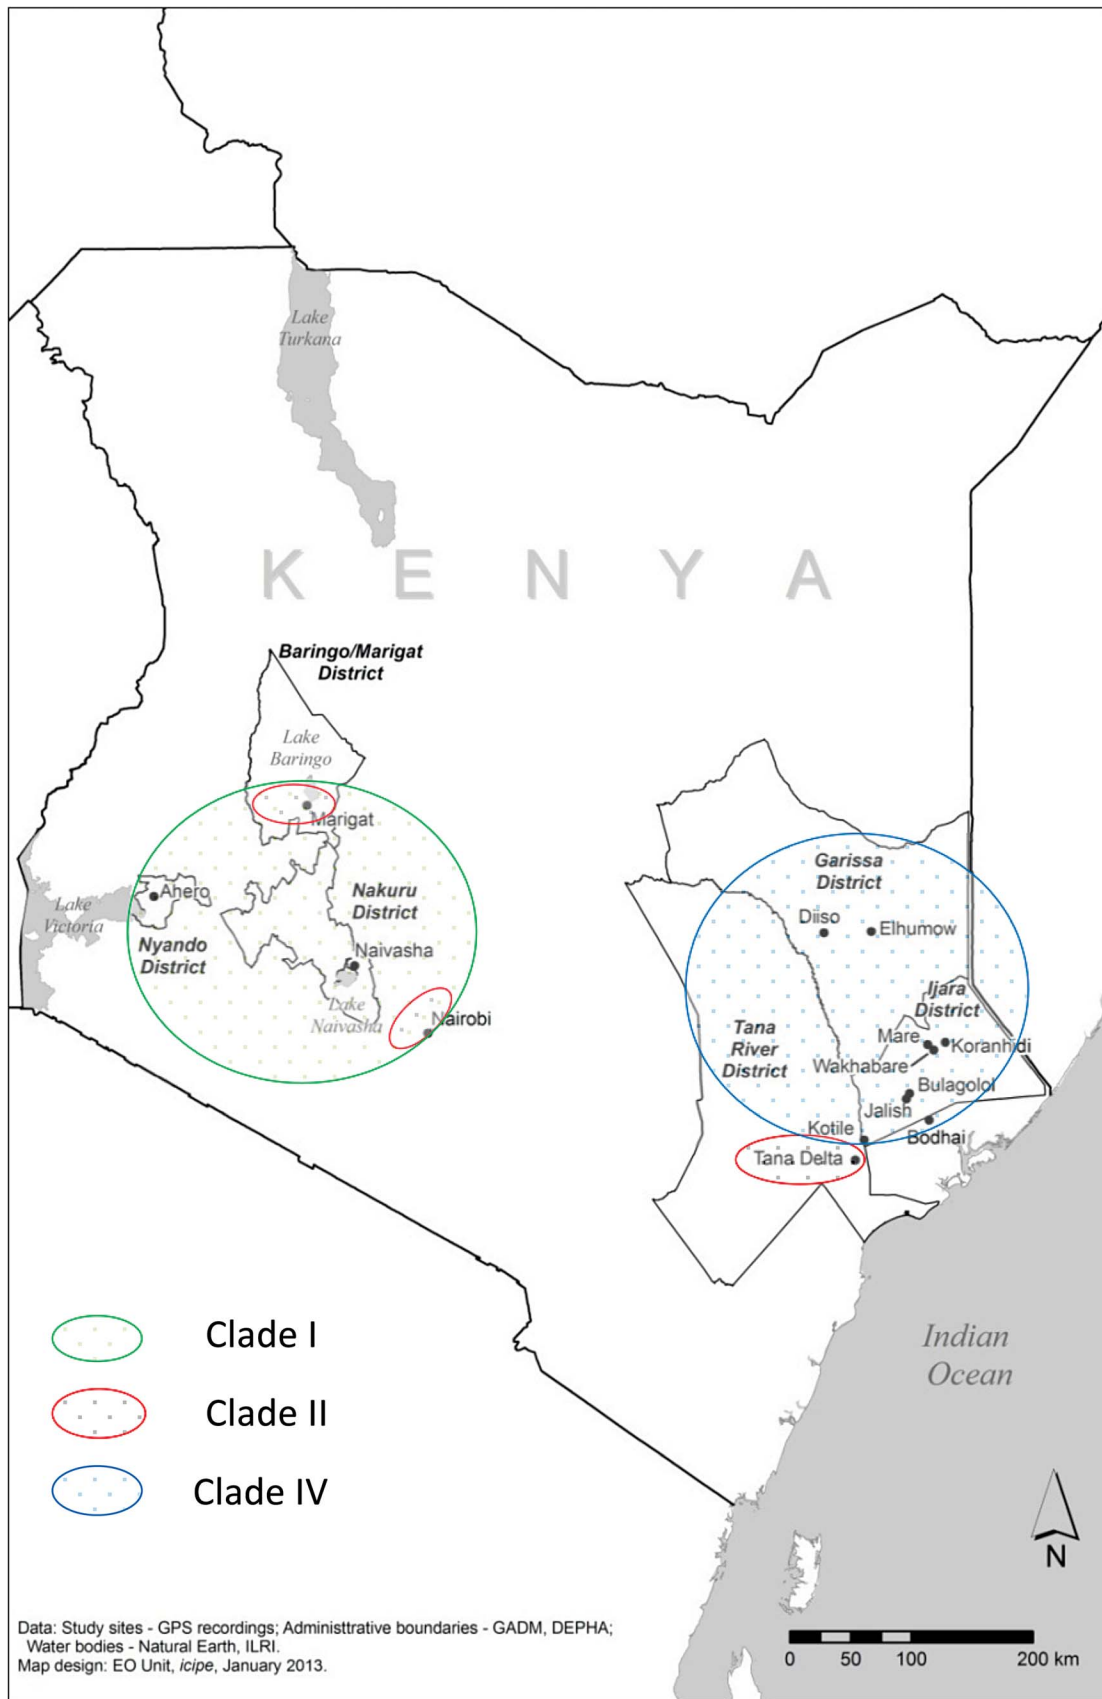 Lake
Turkana
K E N Y A
Baringo/Marigat
District
Lake
Baringo
Marigat
Ahero
Lake
Victoria
Nyando
District
Nakuru
District
Naivasha
Lake
Naivasha
Nairobi
Garissa
District
Diiso
Elhumow
Ijara
District
Tana
River
District
Mare
Koranhidi
Wakhabare
Bulagolol
Jalish
Kotile
Bodhai
Tana Delta
Clade I
Clade II
Clade IV
Indian
Ocean
N
Data: Study sites - GPS recordings; Administtrative boundaries - GADM, DEPHA;
Water bodies - Natural Earth, ILRI.
Map design: EO Unit, icipe, January 2013.
0 50 100 200 km